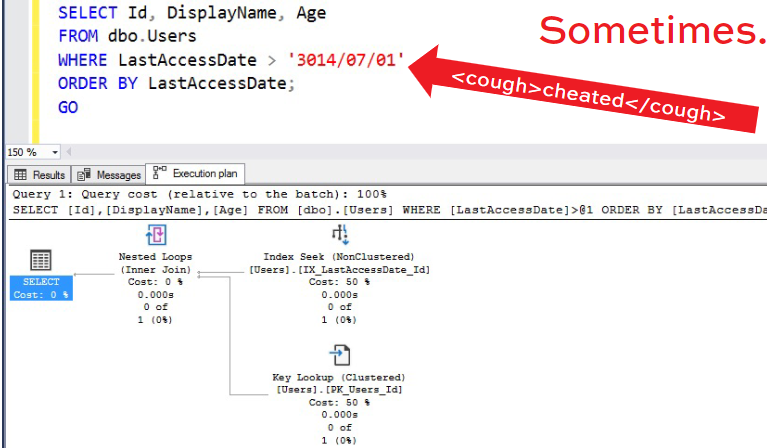 SELECT Id, DisplayName, Age
FROM dbo.Users
WHERE LastAccessDate > '3014/07/01'
ORDER BY LastAccessDate;
GO
Sometimes.
<cough>cheated</cough>
150 %
Results Messages Execution plan
Query 1: Query cost (relative to the batch): 100%
SELECT [Id],[DisplayName],[Age] FROM [dbo].[Users] WHERE [LastAccessDate]>@1 ORDER BY [LastAccessDa
SELECT
Cost: 0 %
Nested Loops
(Inner Join)
Cost: 0 %
0.000s
0 of
1 (0%)
Index Seek (NonClustered)
[Users].[IX_LastAccessDate_Id]
Cost: 50 %
0.000s
0 of
1 (0%)
Key Lookup (Clustered)
[Users].[PK_Users_Id]
Cost: 50 %
0.000s
0 of
1 (0%)